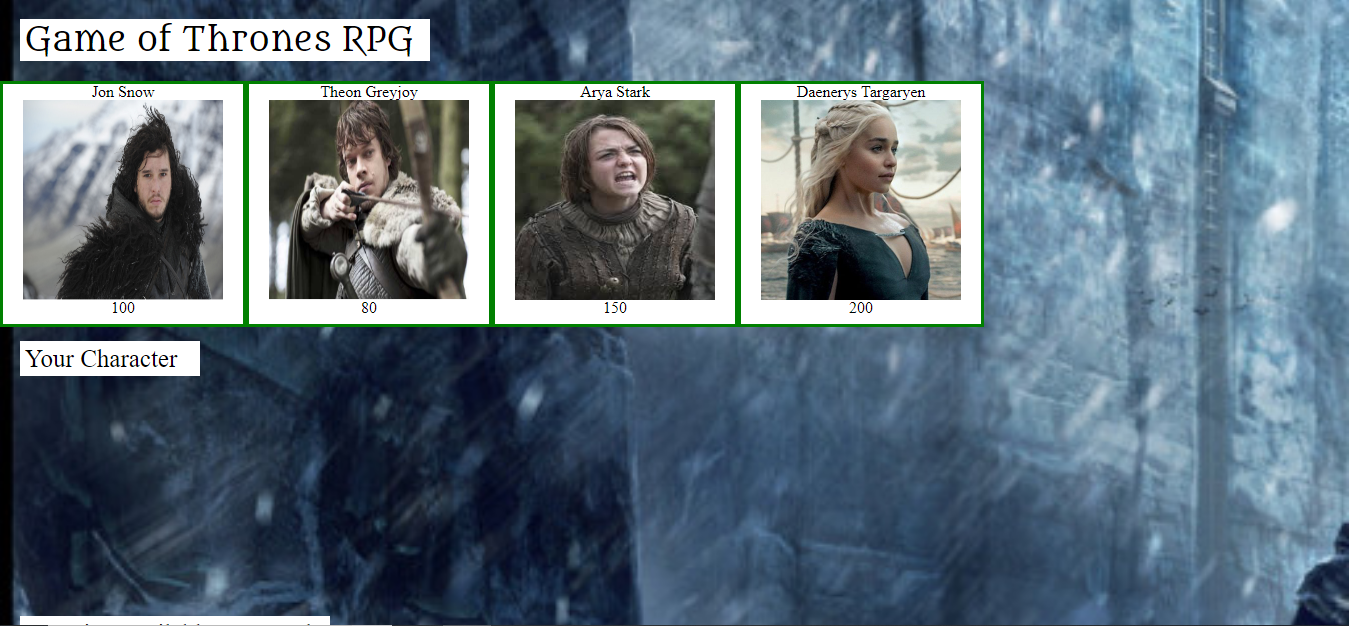 Game of Thrones RPG
Jon Snow
Theon Greyjoy
Arya Stark
Daenerys Targaryen
100
80
150
200
Your Character